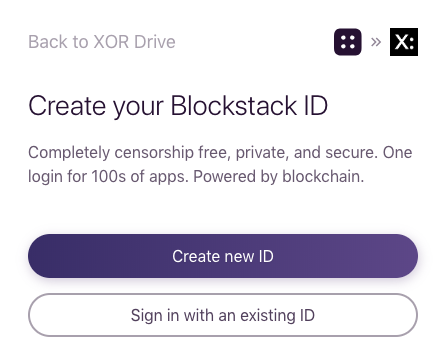 Back to XOR Drive
» X:
Create your Blockstack ID
Completely censorship free, private, and secure. One
login for 100s of apps. Powered by blockchain.
Create new ID
Sign in with an existing ID